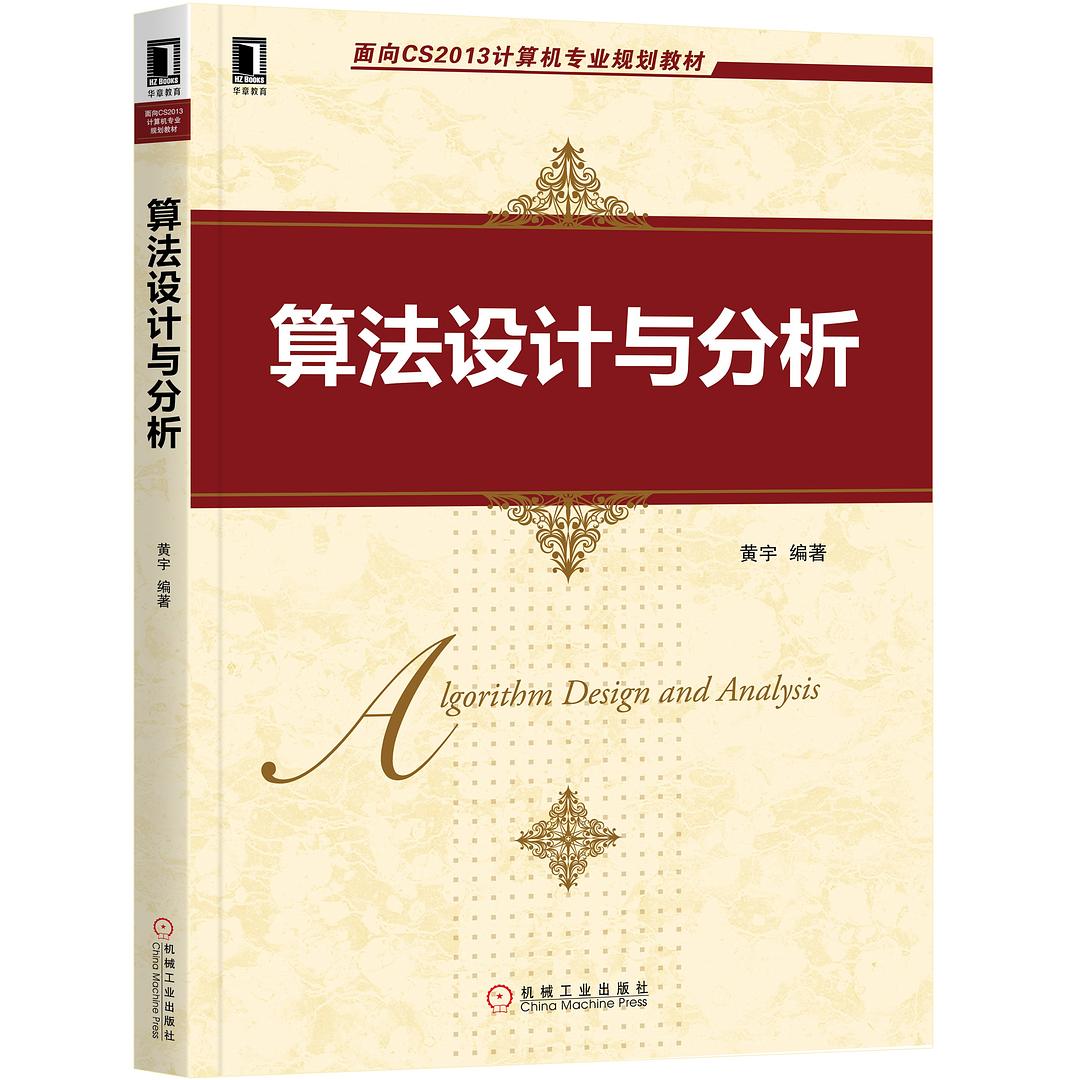 HZ BOOKS
华章教育
面向CS2013
计算机专业
规划教材
算法设计与分析
黄宇 编著
机械工业出版社
China Machine Press
HZ BOOKS
华章教育
面向CS2013计算机专业规划教材
算法设计与分析
黄宇 编著
Algorithm Design and Analysis
机械工业出版社
China Machine Press